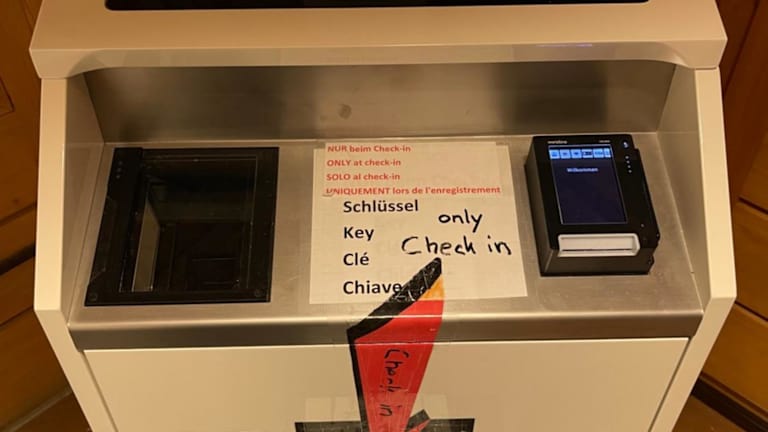 NUR beim Check-in
ONLY at check-in
SOLO al check-in
UNIQUEMENT lors de l'enregistrement
Schlüssel
Key
Clé
Chiave
only
Check in
Willkommen
Check in